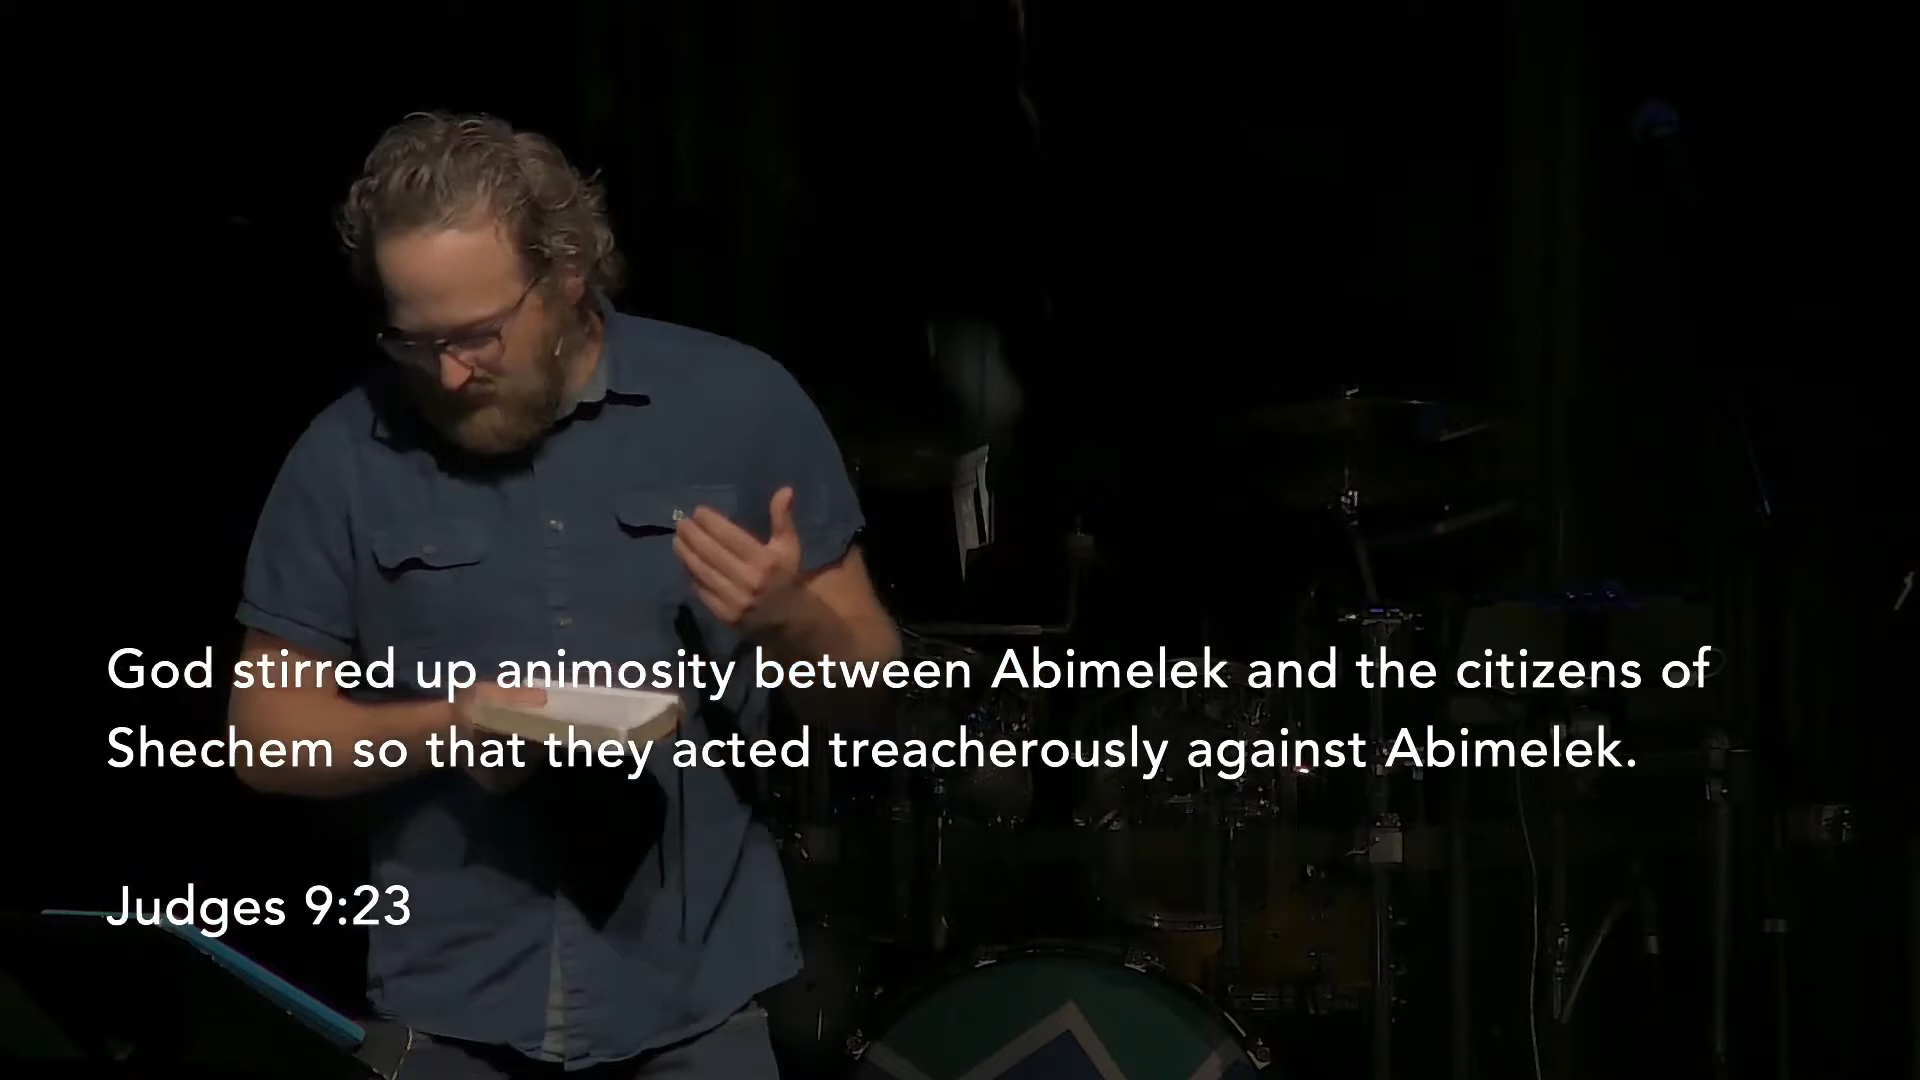 God stirred up animosity between Abimelek and the citizens of
Shechem so that they acted treacherously against Abimelek.
Judges 9:23